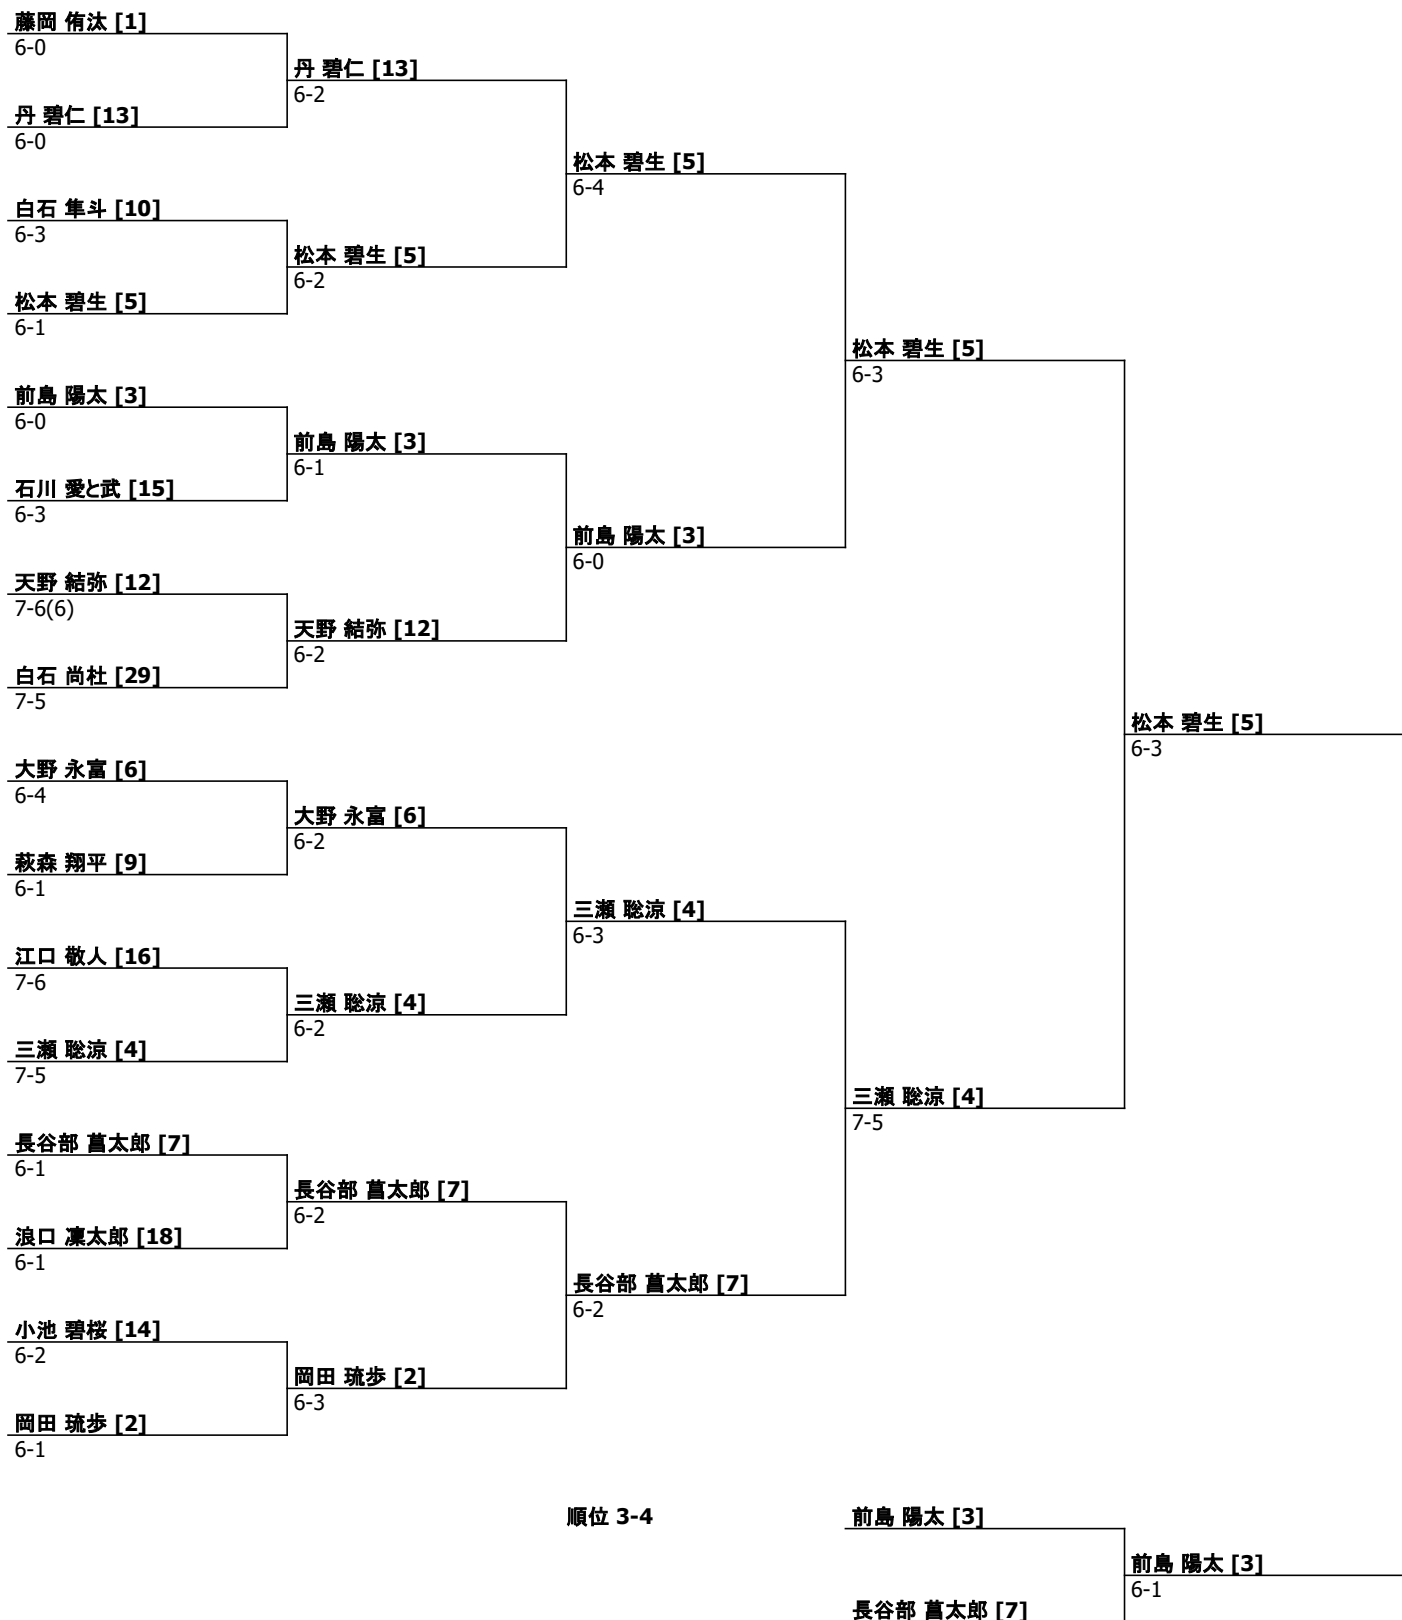 藤岡 侑汰 [1]
6-0
丹 碧仁 [13]
6-2
丹 碧仁 [13]
6-0
松本 碧生 [5]
6-4
白石 隼斗 [10]
6-3
松本 碧生 [5]
6-2
松本 碧生 [5]
6-1
松本 碧生 [5]
6-3
前島 陽太 [3]
6-0
前島 陽太 [3]
6-1
石川 愛と武 [15]
6-3
前島 陽太 [3]
6-0
天野 結弥 [12]
7-6(6)
天野 結弥 [12]
6-2
白石 尚杜 [29]
7-5
松本 碧生 [5]
6-3
大野 永富 [6]
6-4
大野 永富 [6]
6-2
萩森 翔平 [9]
6-1
三瀬 聡涼 [4]
6-3
江口 敬人 [16]
7-6
三瀬 聡涼 [4]
6-2
三瀬 聡涼 [4]
7-5
三瀬 聡涼 [4]
7-5
長谷部 菖太郎 [7]
6-1
長谷部 菖太郎 [7]
6-2
浪口 凜太郎 [18]
6-1
長谷部 菖太郎 [7]
6-2
小池 碧桜 [14]
6-2
岡田 琉歩 [2]
6-3
岡田 琉歩 [2]
6-1
順位 3-4
前島 陽太 [3]
前島 陽太 [3]
6-1
長谷部 菖太郎 [7]